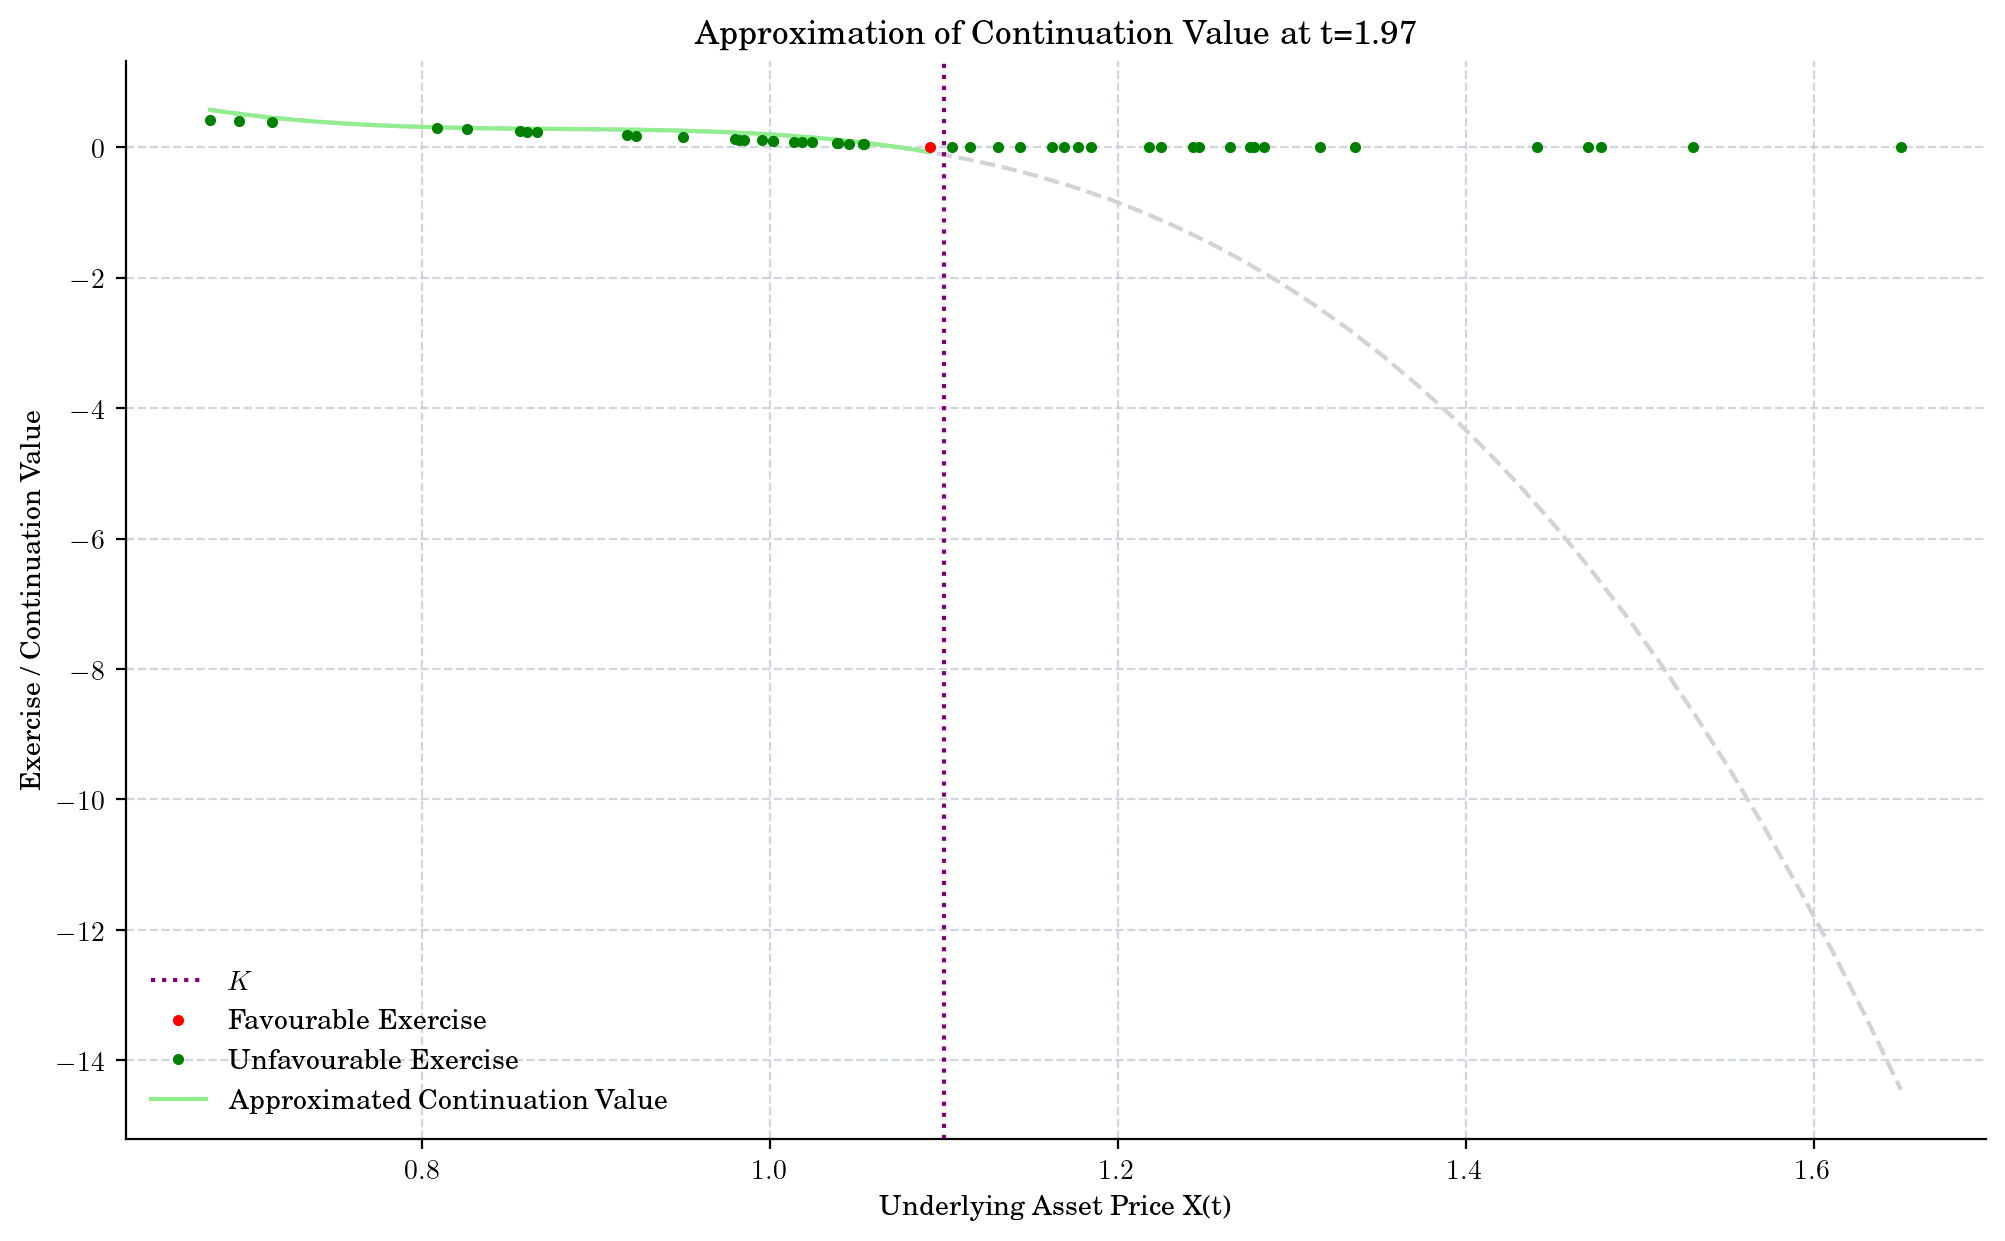 Approximation of Continuation Value at t=1.97
Exercise / Continuation Value
0
−2
−4
−6
−8
−10
−12
−14
K
Favourable Exercise
Unfavourable Exercise
Approximated Continuation Value
0.8 1.0 1.2 1.4 1.6
Underlying Asset Price X(t)